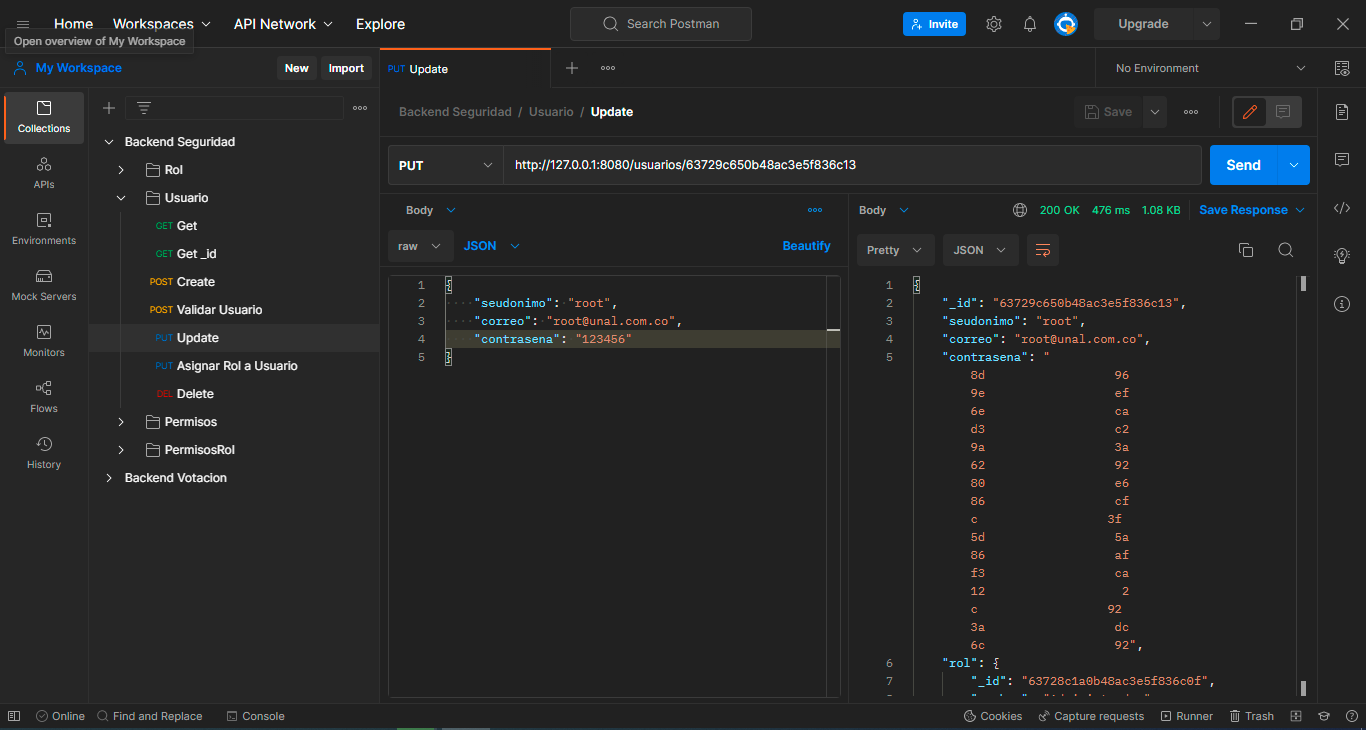 Home Workspaces API Network Explore Search Postman Invite Upgrade
Open overview of My Workspace
My Workspace New Import PUT Update No Environment
Collections
APIs
Environments
Mock Servers
Monitors
Flows
History
Backend Seguridad
Rol
Usuario
GET Get
GET Get _id
POST Create
POST Validar Usuario
PUT Update
PUT Asignar Rol a Usuario
DEL Delete
Permisos
PermisosRol
Backend Votacion
Backend Seguridad / Usuario / Update Save
PUT http://127.0.0.1:8080/usuarios/63729c650b48ac3e5f836c13 Send
Body
raw JSON Beautify
1 {
2 "seudonimo": "root",
3 "correo": "root@unal.com.co",
4 "contrasena": "123456"
5 }
Body 200 OK 476 ms 1.08 KB Save Response
Pretty JSON
1 {
2 "_id": "63729c650b48ac3e5f836c13",
3 "seudonimo": "root",
4 "correo": "root@unal.com.co",
5 "contrasena": "
8d 96
9e ef
6e ca
d3 c2
9a 3a
62 92
80 e6
86 cf
c 3f
5d 5a
86 af
f3 ca
12 2
c 92
3a dc
6c 92",
6 "rol": {
7 "_id": "63728c1a0b48ac3e5f836c0f",
Online Find and Replace Console Cookies Capture requests Runner Trash